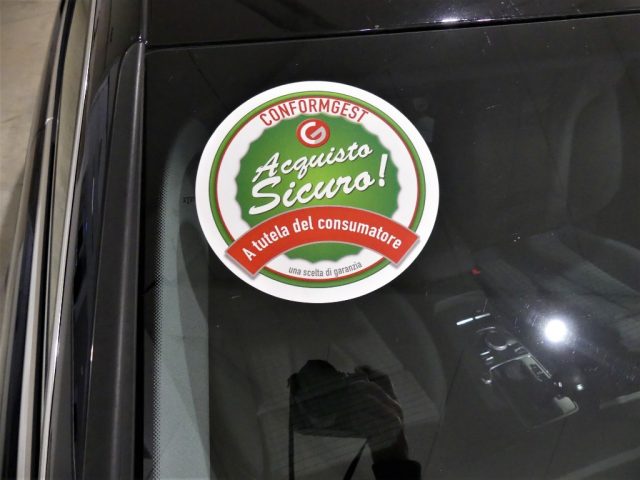 CONFORMGEST
G
Acquisto
Sicuro!
A tutela del consumatore
una scelta di garanzia